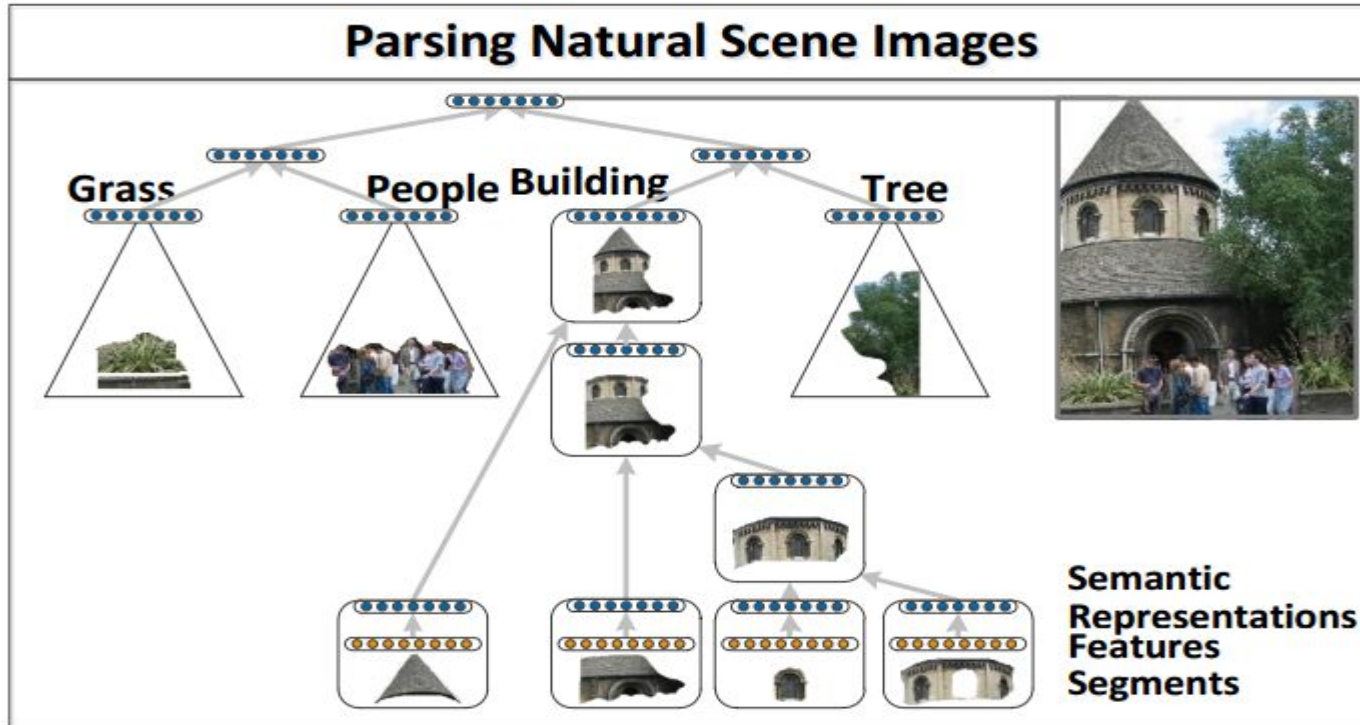 Parsing Natural Scene Images
Grass
People
Building
Tree
Semantic
Representations
Features
Segments